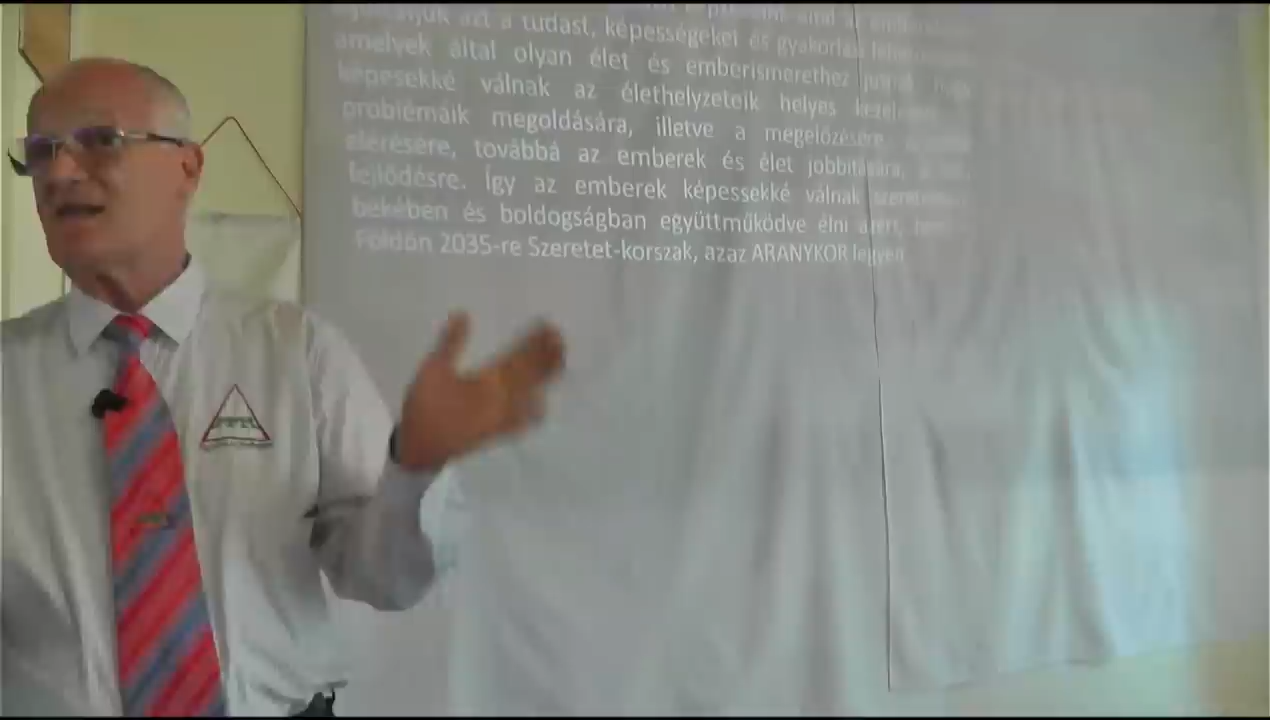 azt a tudást, képességeket és gyakorlati
amelyek által olyan élet és emberismerethez jutnak
képesekké válnak az élethelyzeteik helyes
problémáik megoldására, illetve a megelőzésére,
elérésére, továbbá az emberek és élet jobbítására,
fejlődésre. Így az emberek képessekké válnak
békében és boldogságban együttműködve élni azért,
Földön 2035-re Szeretet-korszak, azaz ARANYKOR legyen